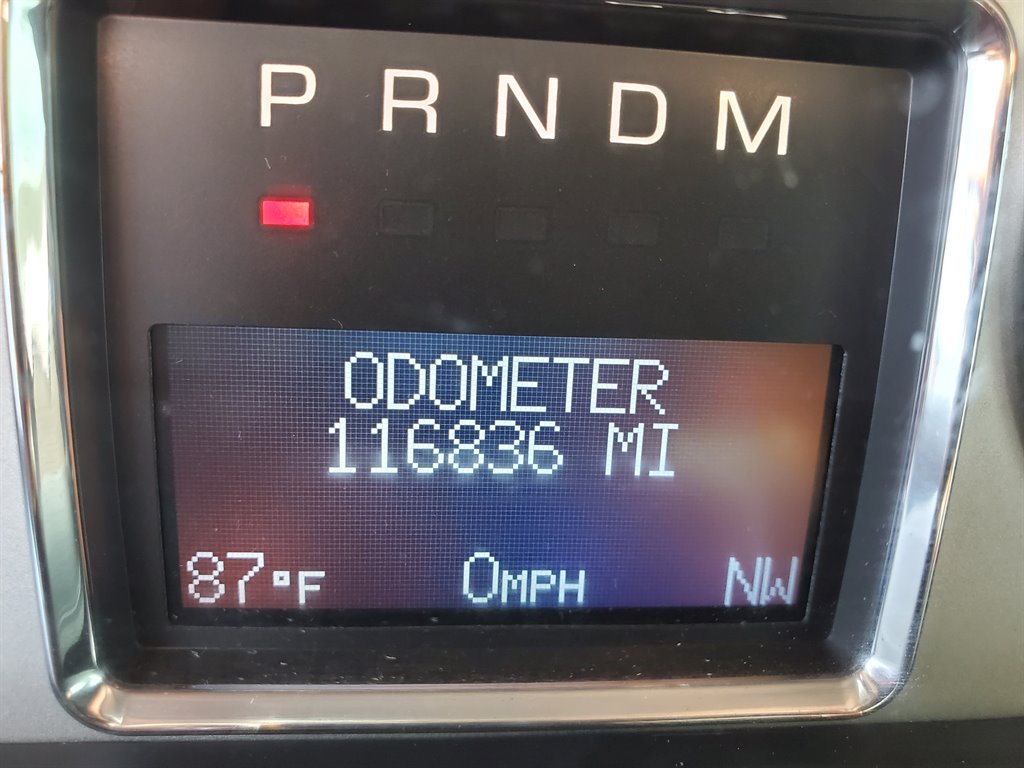 P R N D M
ODOMETER
116836 MI
87°F 0MPH NW